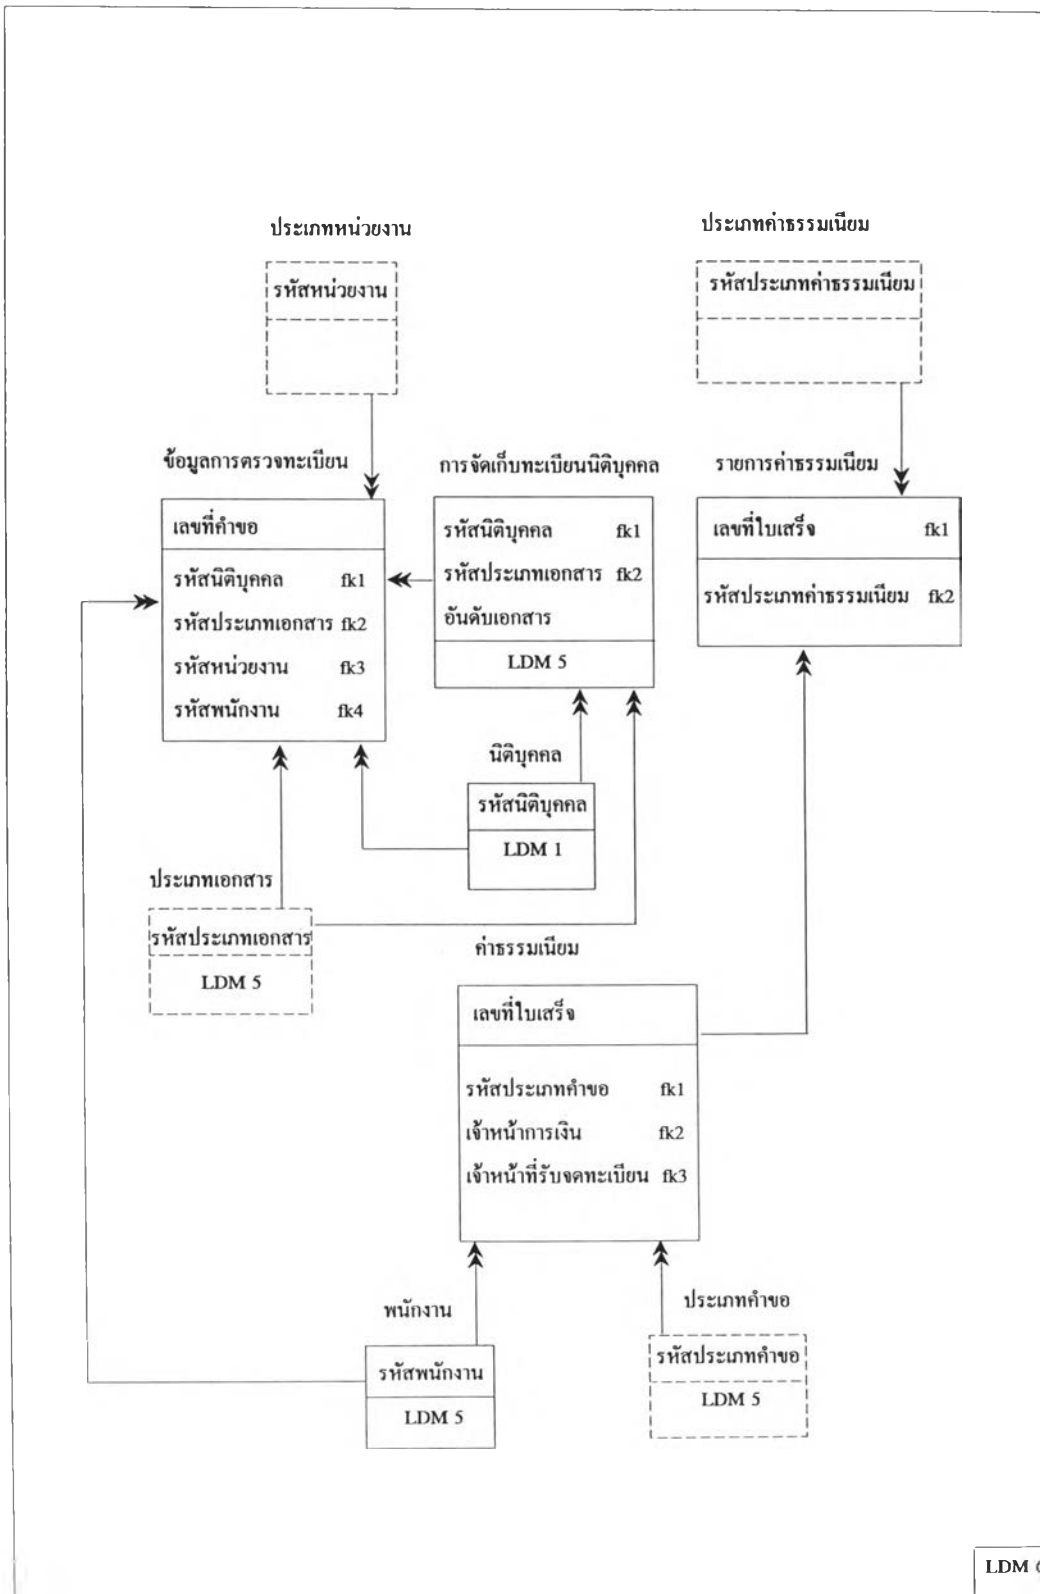 ประเภทหน่วยงาน
รหัสหน่วยงาน
ประเภทค่าธรรมเนียม
รหัสประเภทค่าธรรมเนียม
ข้อมูลการตรวจทะเบียน
เลขที่คำขอ
รหัสนิติบุคคล fk1
รหัสประเภทเอกสาร fk2
รหัสหน่วยงาน fk3
รหัสพนักงาน fk4
การจัดเก็บทะเบียนนิติบุคคล
รหัสนิติบุคคล fk1
รหัสประเภทเอกสาร fk2
อันดับเอกสาร
LDM 5
รายการค่าธรรมเนียม
เลขที่ใบเสร็จ fk1
รหัสประเภทค่าธรรมเนียม fk2
นิติบุคคล
รหัสนิติบุคคล
LDM 1
ประเภทเอกสาร
รหัสประเภทเอกสาร
LDM 5
ค่าธรรมเนียม
เลขที่ใบเสร็จ
รหัสประเภทคำขอ fk1
เจ้าหน้าการเงิน fk2
เจ้าหน้าที่รับจดทะเบียน fk3
พนักงาน
รหัสพนักงาน
LDM 5
ประเภทคำขอ
รหัสประเภทคำขอ
LDM 5
LDM